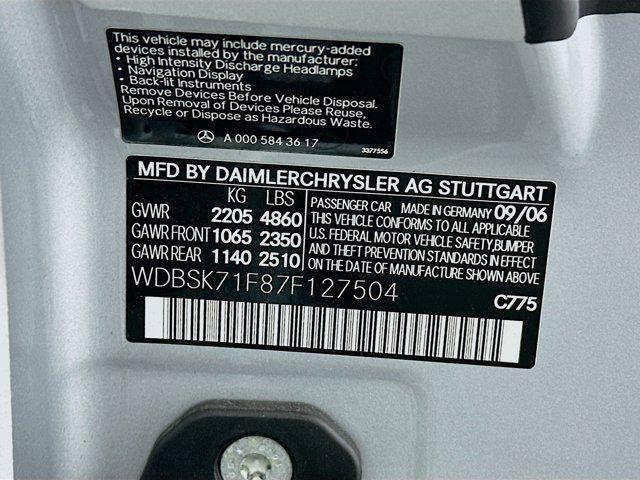 This vehicle may include mercury-added
devices installed by the manufacturer:
• High Intensity Discharge Headlamps
• Navigation Display
• Back-lit Instruments
Remove Devices Before Vehicle Disposal.
Upon Removal of Devices Please Reuse,
Recycle or Dispose as Hazardous Waste.
A 000 584 36 17
3377556
MFD BY DAIMLERCHRYSLER AG STUTTGART
KG LBS
GVWR 2205 4860
GAWR FRONT 1065 2350
GAWR REAR 1140 2510
PASSENGER CAR MADE IN GERMANY 09/06
THIS VEHICLE CONFORMS TO ALL APPLICABLE
U.S. FEDERAL MOTOR VEHICLE SAFETY,BUMPER
AND THEFT PREVENTION STANDARDS IN EFFECT
ON THE DATE OF MANUFACTURE SHOWN ABOVE.
WDBSK71F87F127504
C775